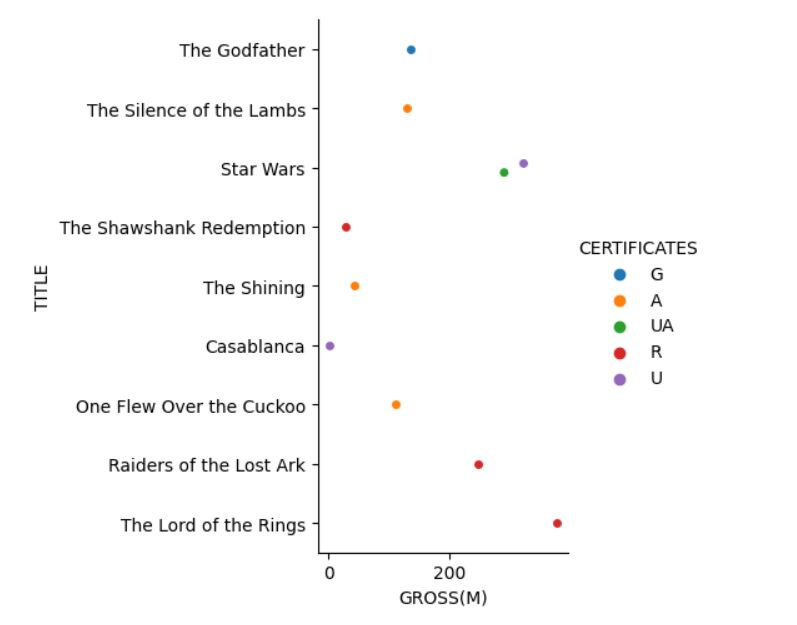 The Godfather
The Silence of the Lambs
Star Wars
The Shawshank Redemption
The Shining
Casablanca
One Flew Over the Cuckoo
Raiders of the Lost Ark
The Lord of the Rings
TITLE
0 200
GROSS(M)
CERTIFICATES
G
A
UA
R
U